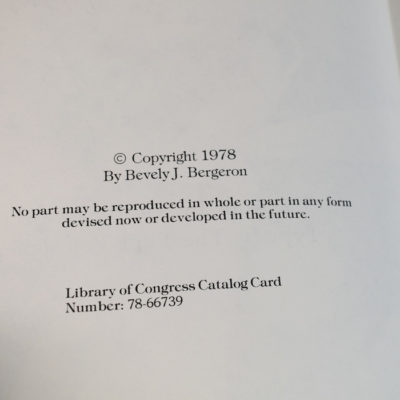 © Copyright 1978
By Bevely J. Bergeron
No part may be reproduced in whole or part in any form
devised now or developed in the future.
Library of Congress Catalog Card
Number: 78-66739